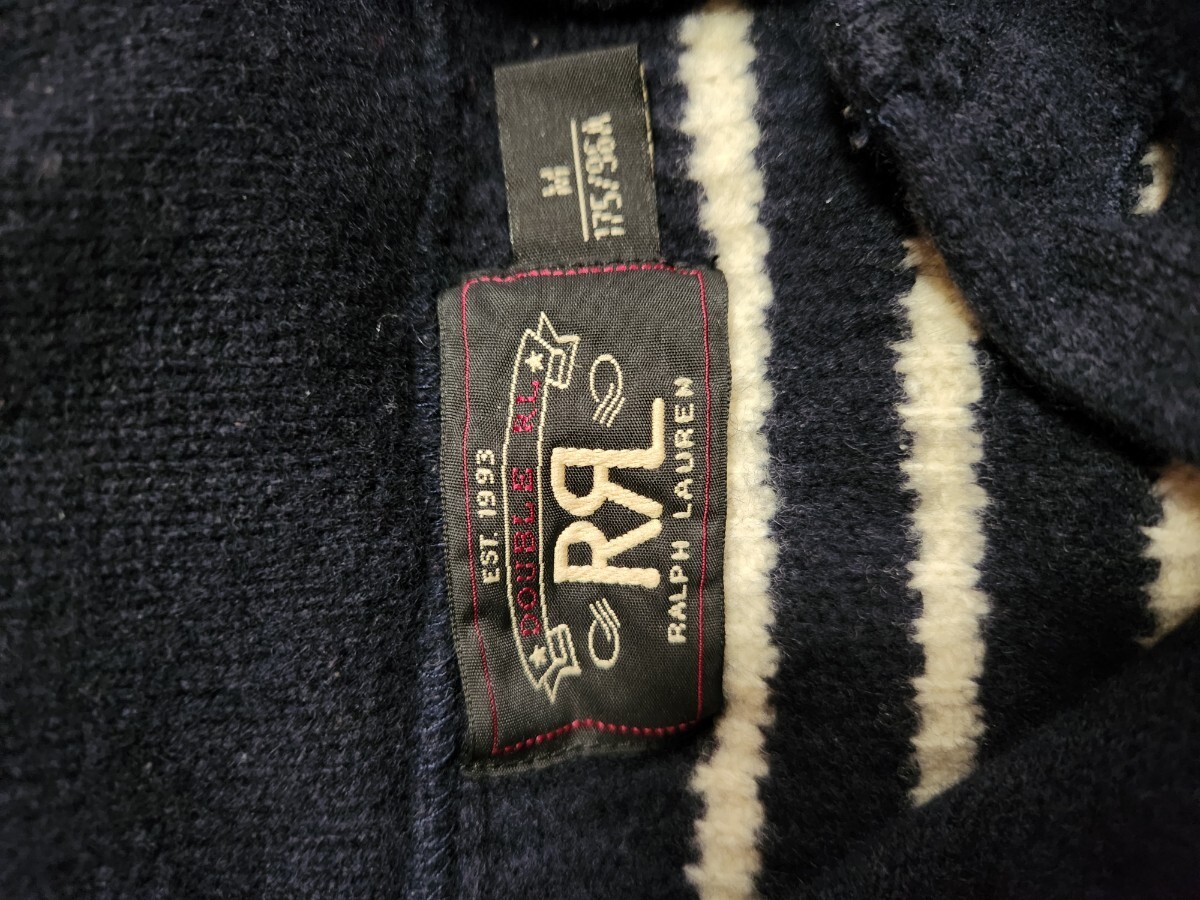 EST. 1993
DOUBLE RL
RRL
RALPH LAUREN
M
175/96A